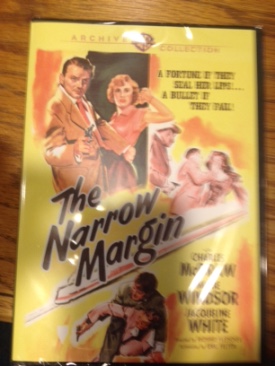 ARCHIVE COLLECTION
A FORTUNE IF THEY
SEAL HER LIPS!...
A BULLET IF
THEY FAIL!
The
Narrow
Margin
CHARLES
McGRAW
WINDSOR
JACQUELINE
WHITE